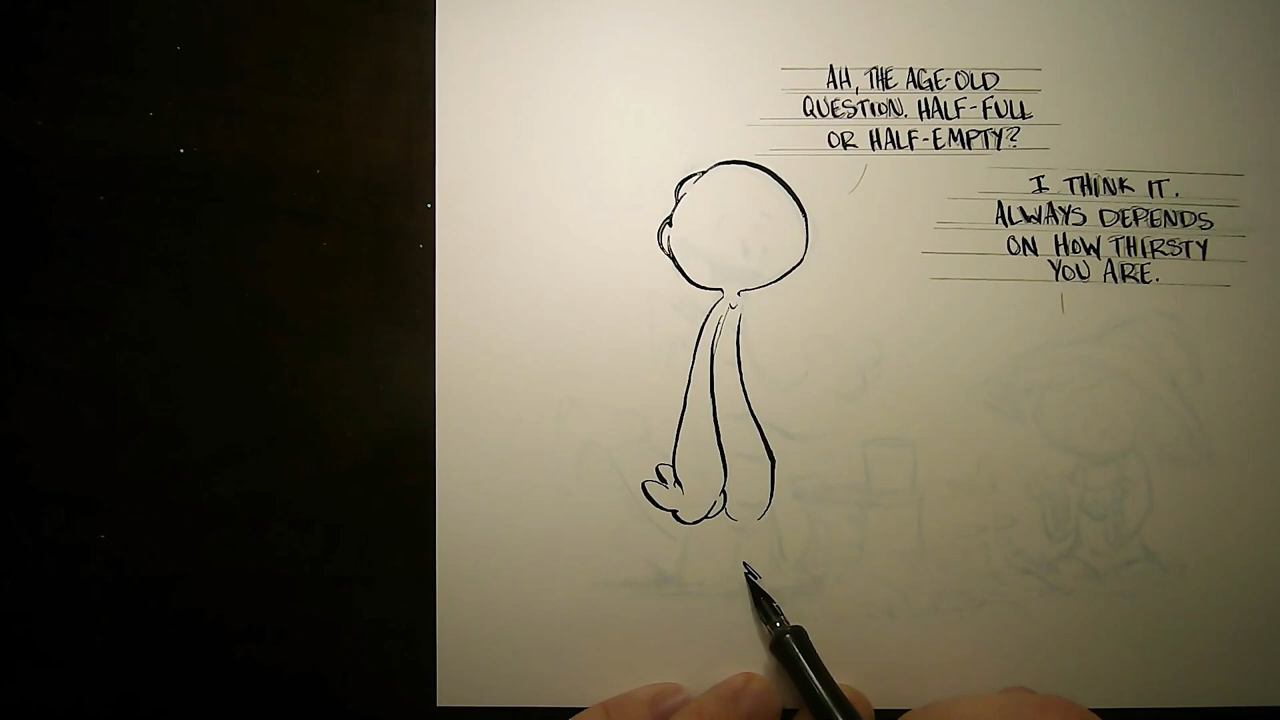 AH, THE AGE-OLD
QUESTION. HALF-FULL
OR HALF-EMPTY?
I THINK IT.
ALWAYS DEPENDS
ON HOW THIRSTY
YOU ARE.